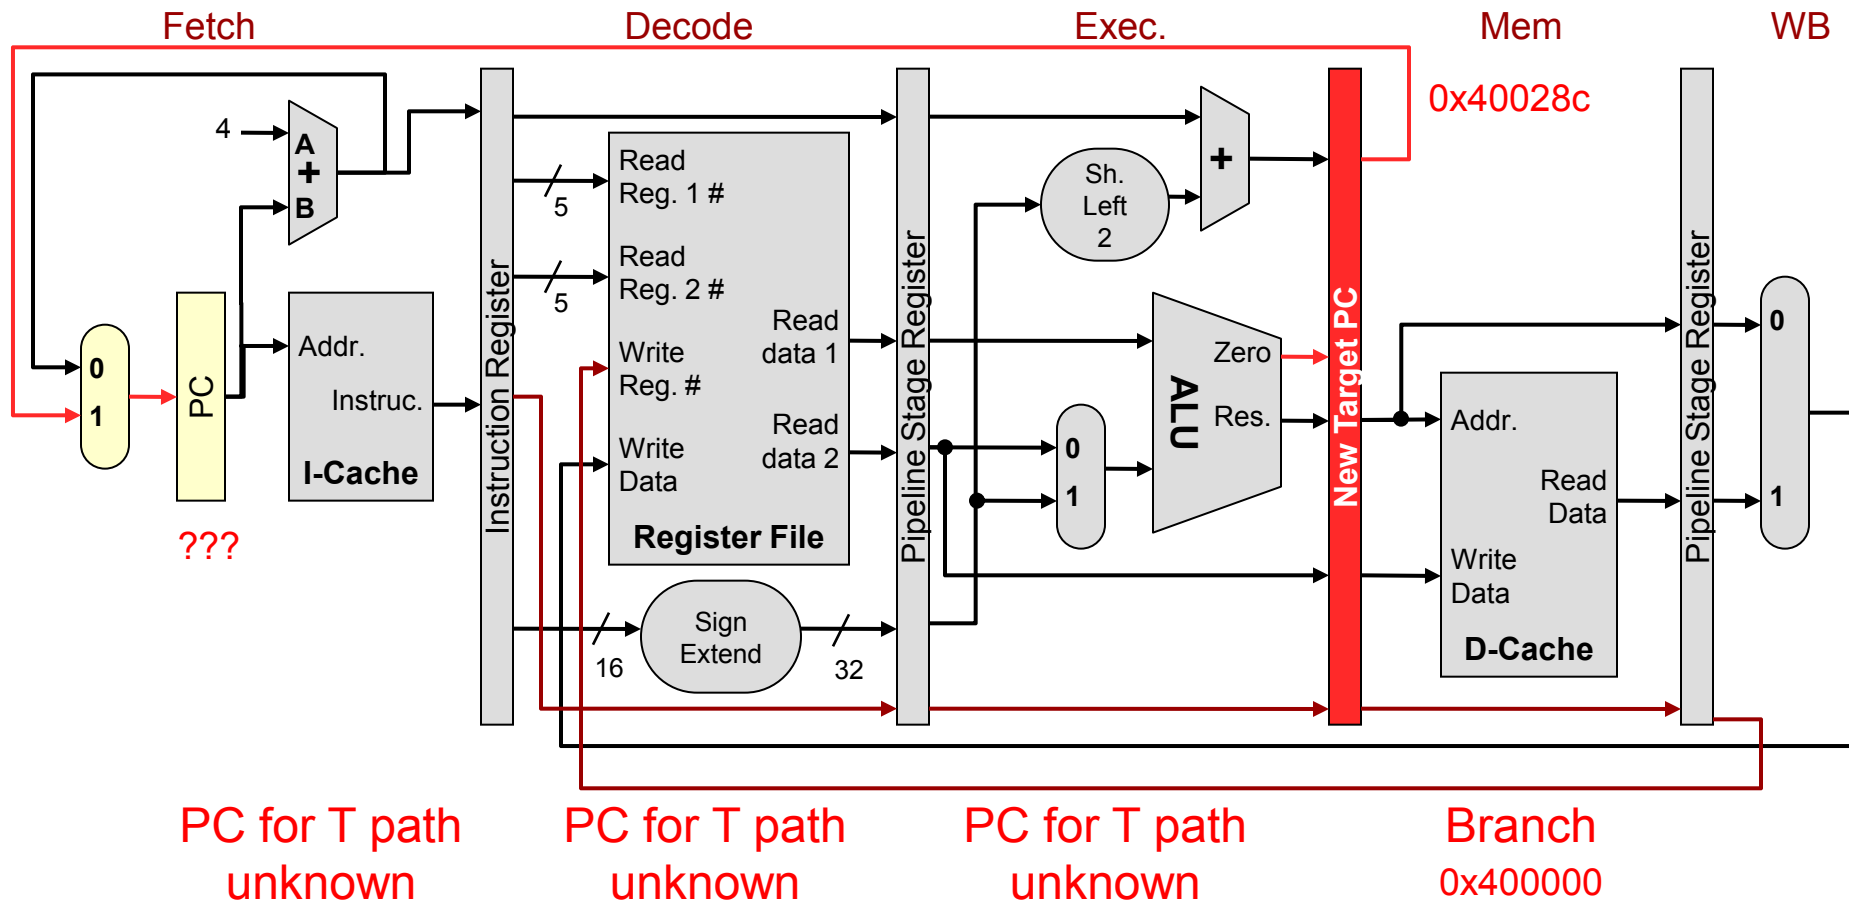 Fetch
Decode
Exec.
Mem
WB
0x40028c
4
A
+
B
Read
Reg. 1 #
5
Read
Reg. 2 #
5
Write
Reg. #
Write
Data
Read
data 1
Read
data 2
Register File
Sh.
Left
2
+
0
1
PC
???
Addr.
Instruc.
I-Cache
Instruction Register
Sign
Extend
16
32
Pipeline Stage Register
0
1
ALU
Zero
Res.
New Target PC
Addr.
Read
Data
Write
Data
D-Cache
Pipeline Stage Register
0
1
PC for T path
unknown
PC for T path
unknown
PC for T path
unknown
Branch
0x400000